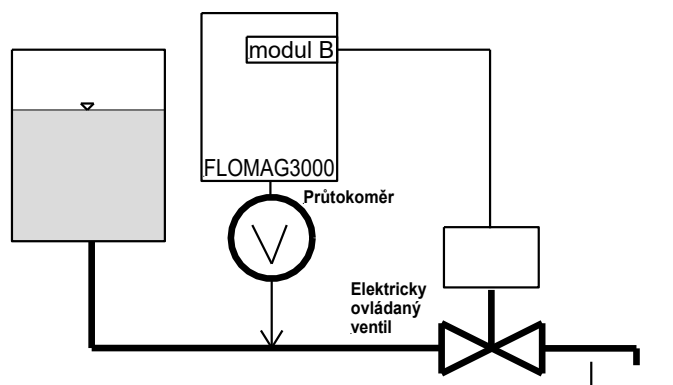 modul B
FLOMAG3000
Průtokoměr
Elektricky
ovládaný
ventil